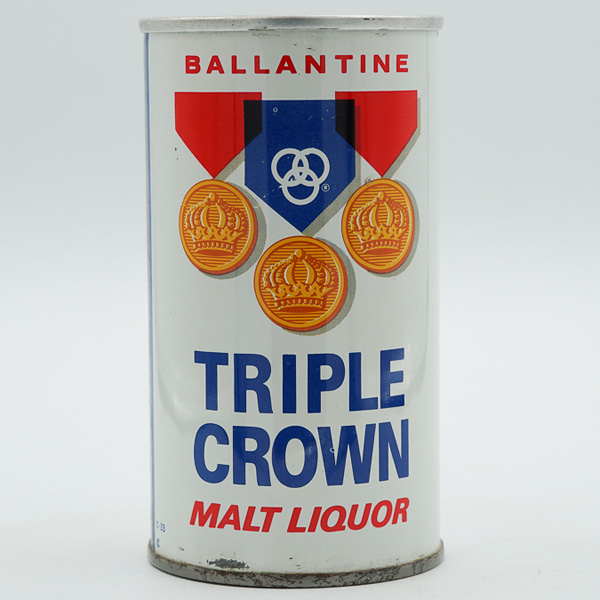 BALLANTINE
®
TRIPLE
CROWN
MALT LIQUOR